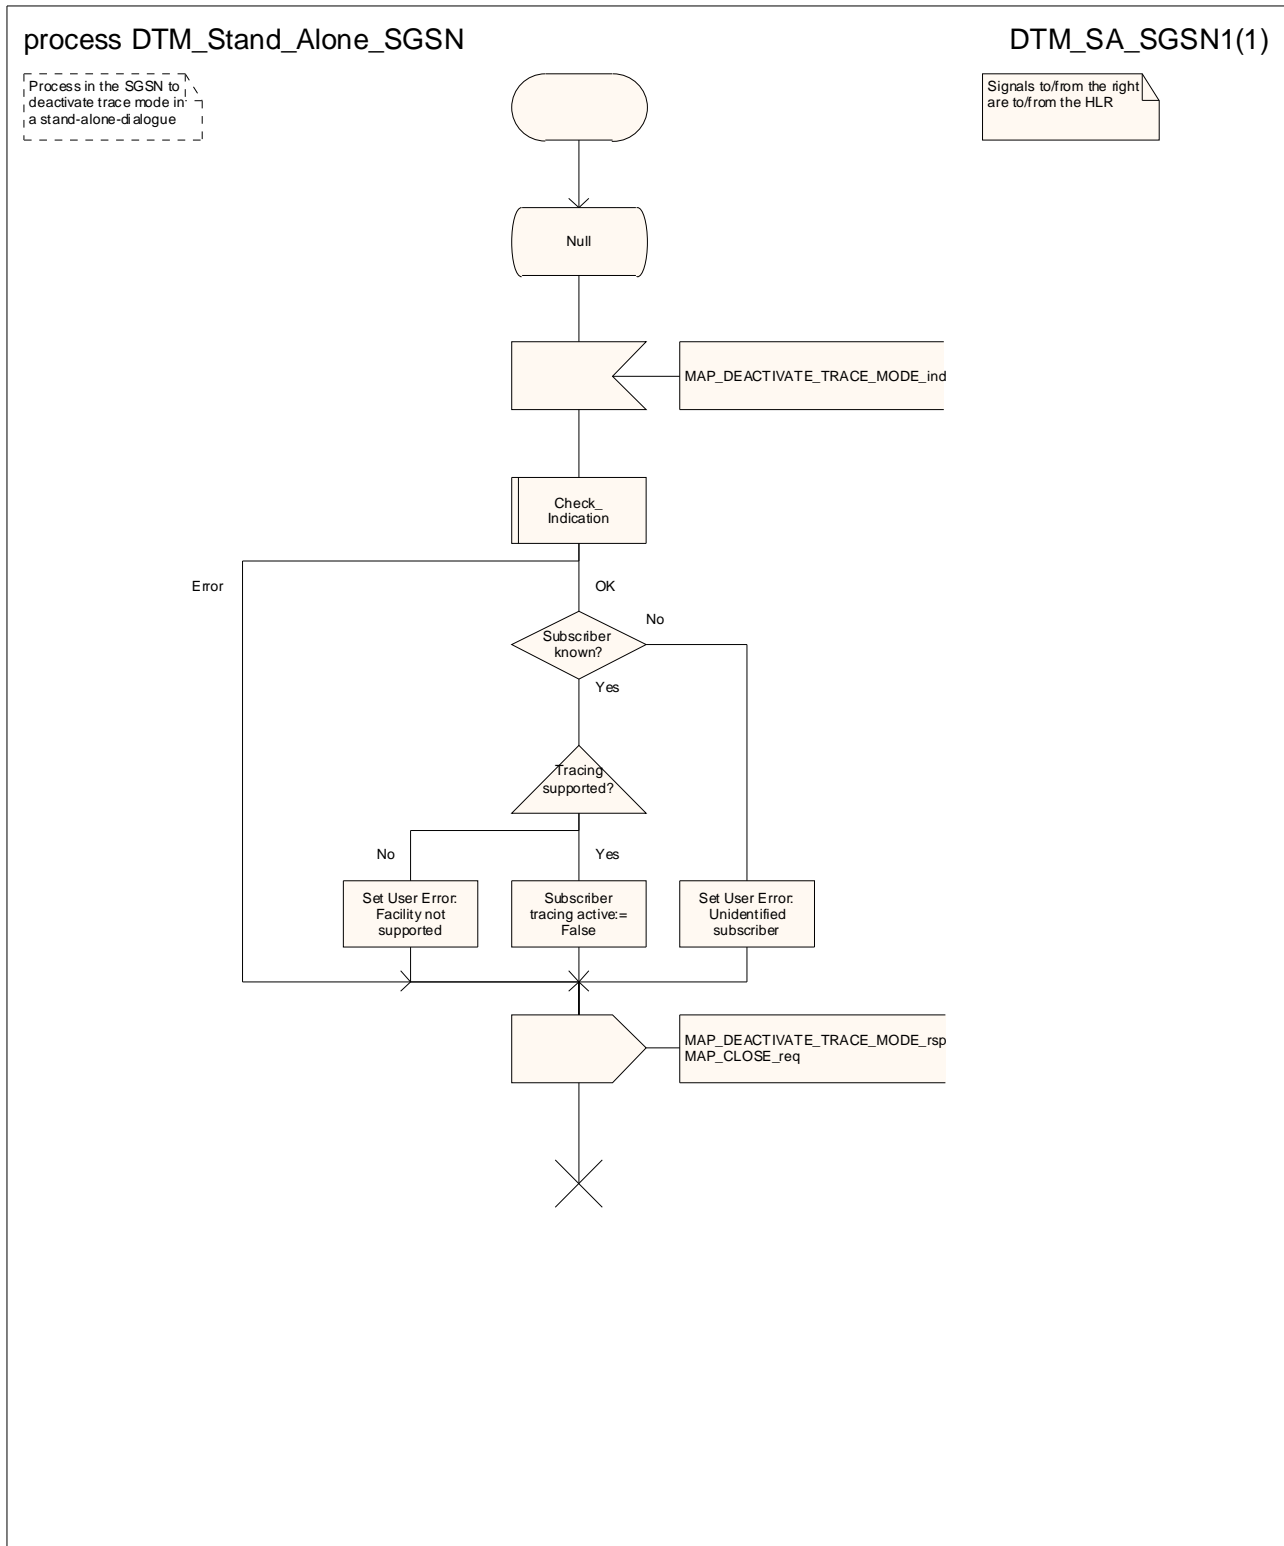 process DTM_Stand_Alone_SGSN
DTM_SA_SGSN1(1)
Process in the SGSN to
deactivate trace mode in
a stand-alone-dialogue
Signals to/from the right
are to/from the HLR
Null
MAP_DEACTIVATE_TRACE_MODE_ind
Check_
Indication
Error
OK
No
Subscriber
known?
Yes
Tracing
supported?
No
Yes
Set User Error:
Facility not
supported
Subscriber
tracing active:=
False
Set User Error:
Unidentified
subscriber
MAP_DEACTIVATE_TRACE_MODE_rsp
MAP_CLOSE_req